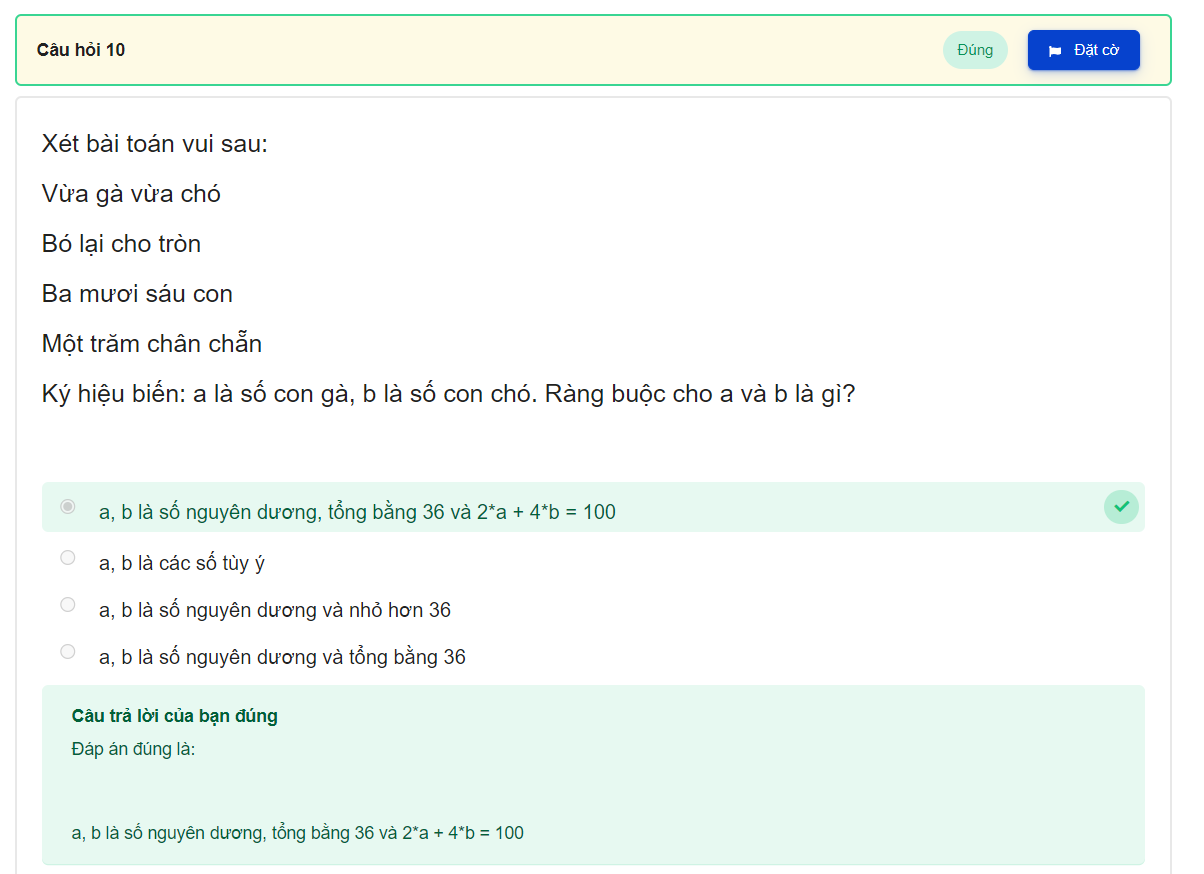 Câu hỏi 10
Đúng
Đặt cờ
Xét bài toán vui sau:
Vừa gà vừa chó
Bó lại cho tròn
Ba mươi sáu con
Một trăm chân chẵn
Ký hiệu biến: a là số con gà, b là số con chó. Ràng buộc cho a và b là gì?
a, b là số nguyên dương, tổng bằng 36 và 2*a + 4*b = 100
a, b là các số tùy ý
a, b là số nguyên dương và nhỏ hơn 36
a, b là số nguyên dương và tổng bằng 36
Câu trả lời của bạn đúng
Đáp án đúng là:
a, b là số nguyên dương, tổng bằng 36 và 2*a + 4*b = 100